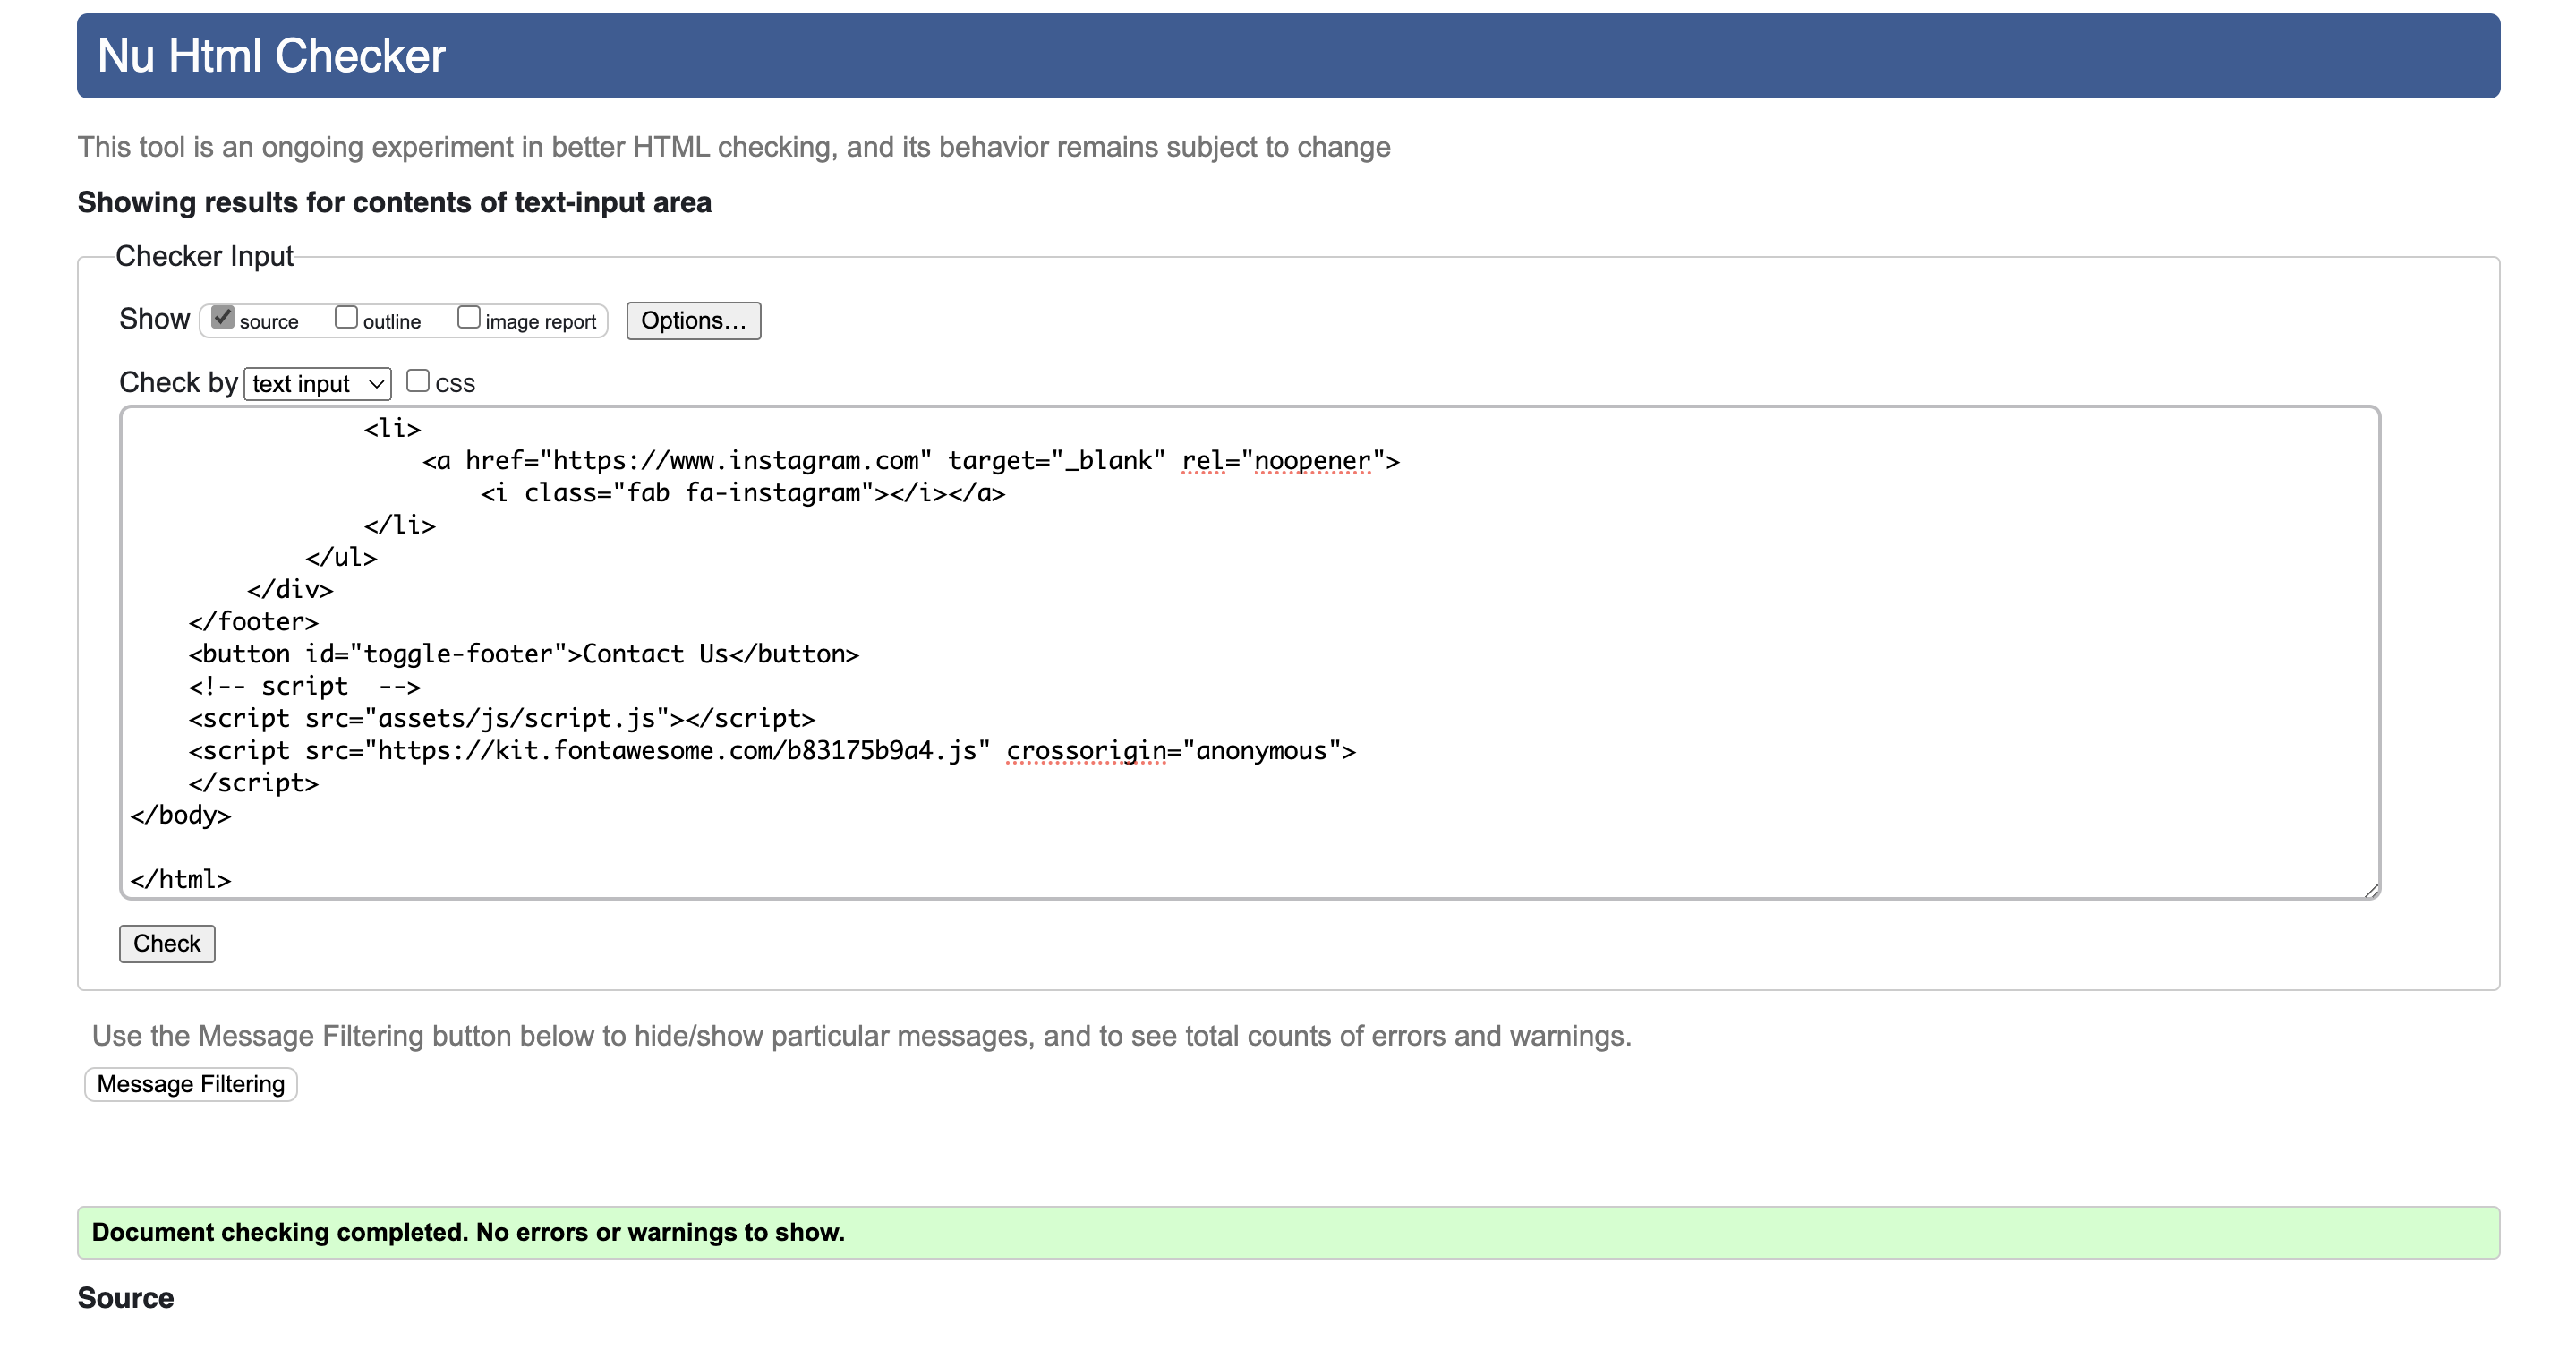 Nu Html Checker
This tool is an ongoing experiment in better HTML checking, and its behavior remains subject to change
Showing results for contents of text-input area
Checker Input
Show source outline image report Options...
Check by text input CSS
<li>
<a href="https://www.instagram.com" target="_blank" rel="noopener">
<i class="fab fa-instagram"></i></a>
</li>
</ul>
</div>
</footer>
<button id="toggle-footer">Contact Us</button>
<!-- script  -->
<script src="assets/js/script.js"></script>
<script src="https://kit.fontawesome.com/b83175b9a4.js" crossorigin="anonymous">
</script>
</body>
</html>
Check
Use the Message Filtering button below to hide/show particular messages, and to see total counts of errors and warnings.
Message Filtering
Document checking completed. No errors or warnings to show.
Source